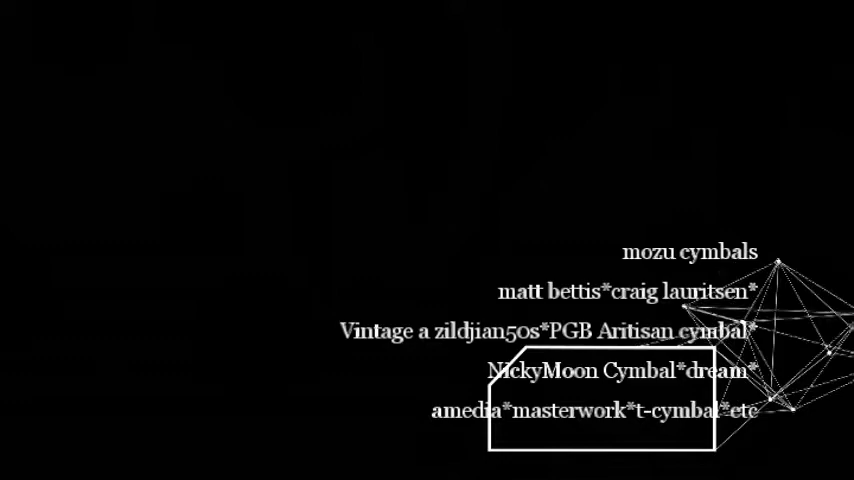 mozu cymbals
matt bettis*craig lauritsen*
Vintage a zildjian50s*PGB Aritisan cymbal*
NickyMoon Cymbal*dream*
amedia*masterwork*t-cymbal*etc